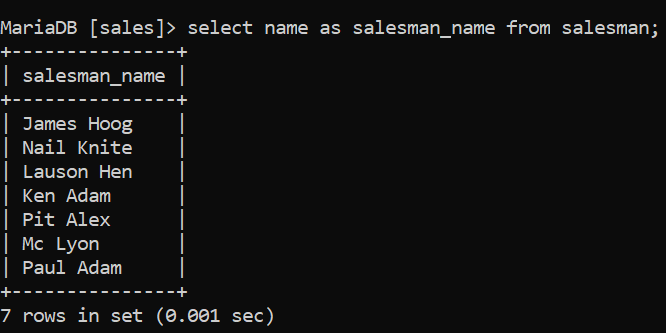 MariaDB [sales]> select name as salesman_name from salesman;
+---------------+
| salesman_name |
+---------------+
| James Hoog    |
| Nail Knite    |
| Lauson Hen    |
| Ken Adam      |
| Pit Alex      |
| Mc Lyon       |
| Paul Adam     |
+---------------+
7 rows in set (0.001 sec)